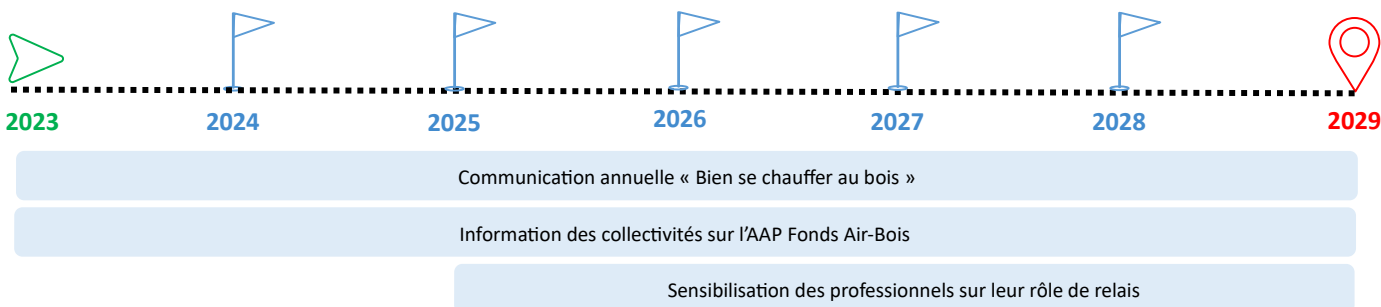 2023 2024 2025 2026 2027 2028 2029
Communication annuelle « Bien se chauffer au bois »
Information des collectivités sur l'AAP Fonds Air-Bois
Sensibilisation des professionnels sur leur rôle de relais